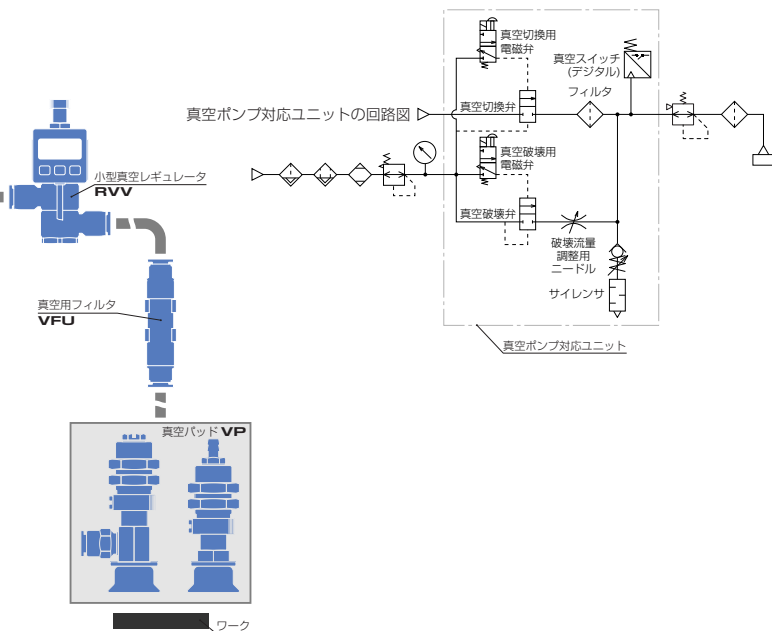 真空切換用
電磁弁
真空スイッチ
(デジタル)
真空ポンプ対応ユニットの回路図
真空切換弁
フィルタ
真空破壊用
電磁弁
小型真空レギュレータ
RVV
真空破壊弁
破壊流量
調整用
ニードル
サイレンサ
真空用フィルタ
VFU
真空ポンプ対応ユニット
真空パッド VP
ワーク